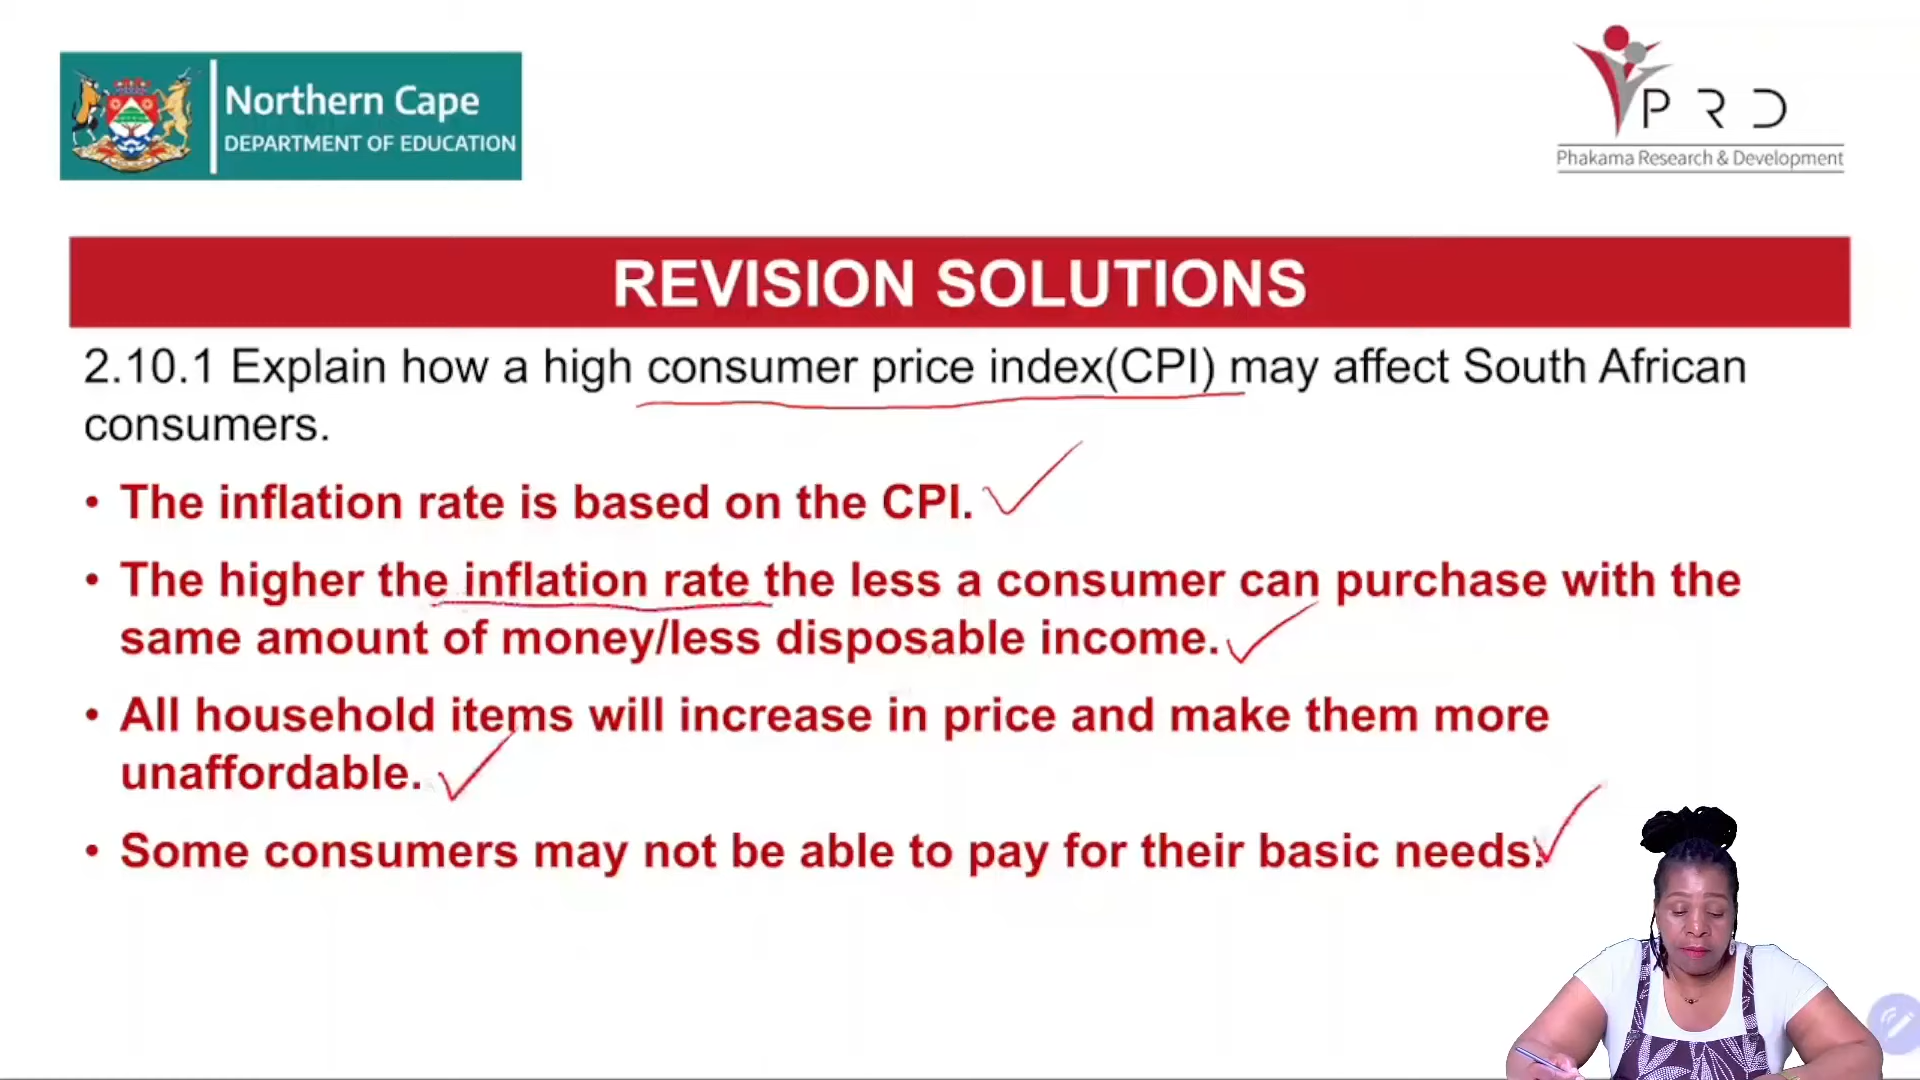 Northern Cape
DEPARTMENT OF EDUCATION
PRD
Phakama Research & Development
REVISION SOLUTIONS
2.10.1 Explain how a high consumer price index(CPI) may affect South African
consumers.
• The inflation rate is based on the CPI.
• The higher the inflation rate the less a consumer can purchase with the
same amount of money/less disposable income.
• All household items will increase in price and make them more
unaffordable.
• Some consumers may not be able to pay for their basic needs.